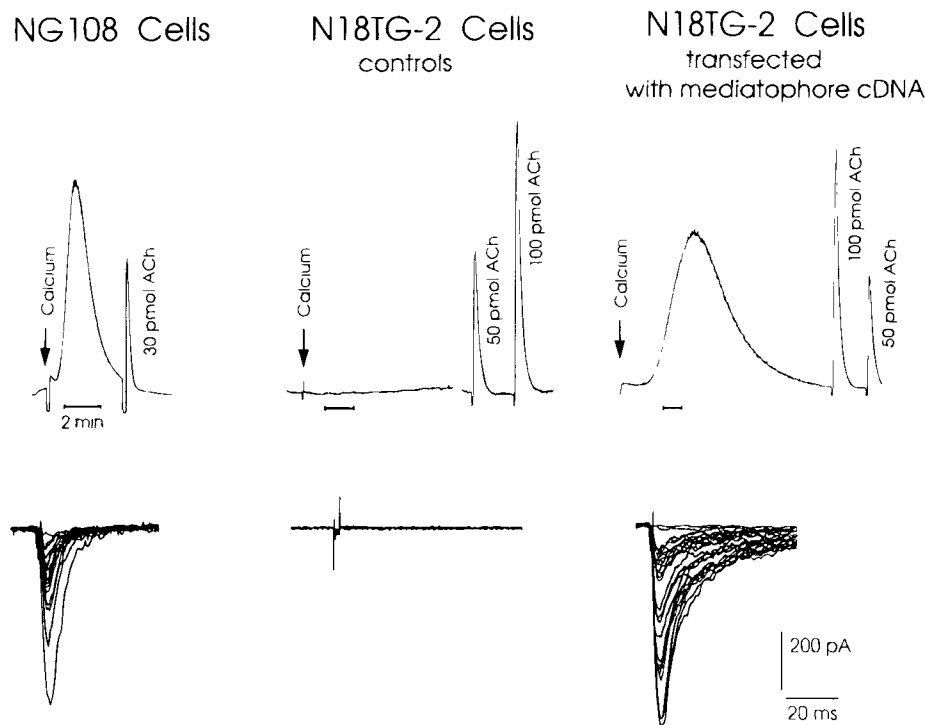 NG108 Cells
N18TG-2 Cells
controls
N18TG-2 Cells
transfected
with mediatophore cDNA
Calcium
30 pmol ACh
2 min
Calcium
50 pmol ACh
100 pmol ACh
Calcium
100 pmol ACh
50 pmol ACh
200 pA
20 ms